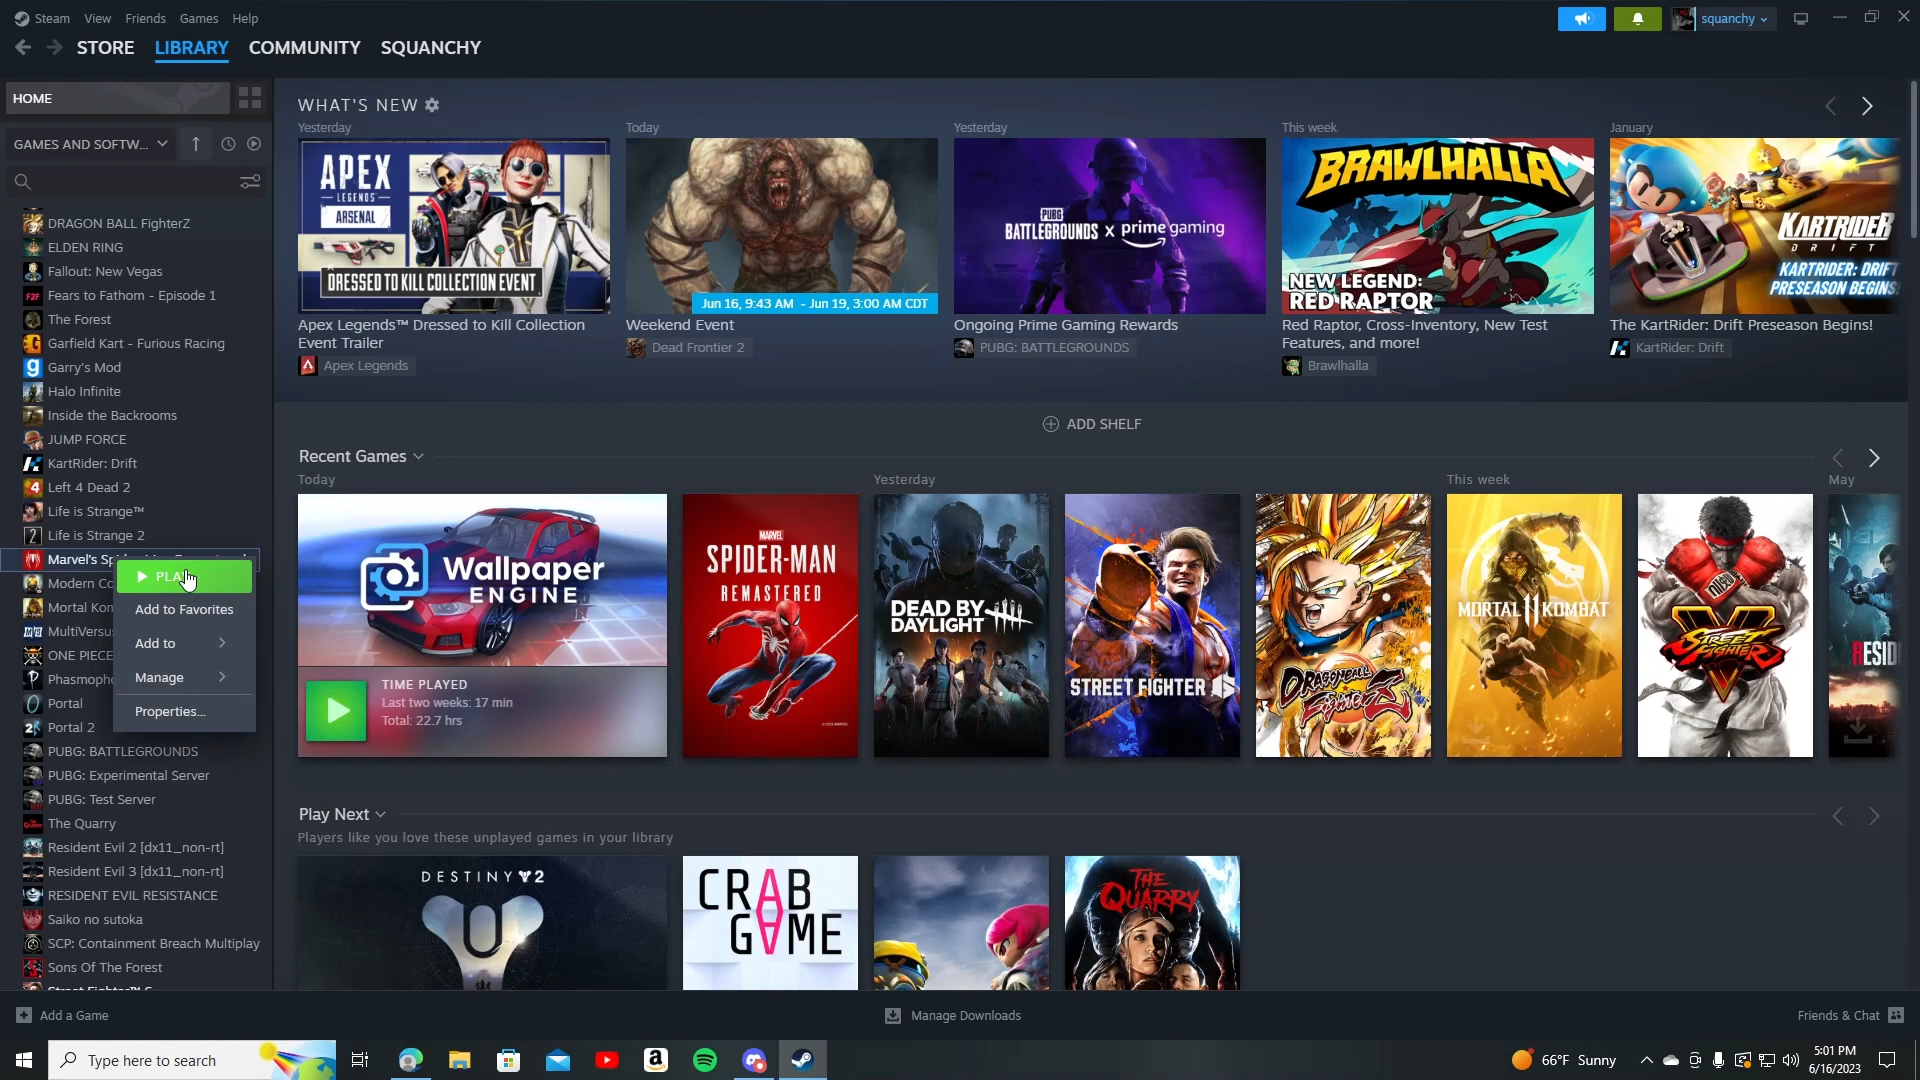 Steam View Friends Games Help
squanchy
STORE LIBRARY COMMUNITY SQUANCHY
HOME
GAMES AND SOFTW...
DRAGON BALL FighterZ
ELDEN RING
Fallout: New Vegas
Fears to Fathom - Episode 1
The Forest
Garfield Kart - Furious Racing
Garry's Mod
Halo Infinite
Inside the Backrooms
JUMP FORCE
KartRider: Drift
Left 4 Dead 2
Life is Strange™
Life is Strange 2
Marvel's
Modern
Mortal
MultiVersus
ONE PIECE
Portal
Portal 2
PUBG: BATTLEGROUNDS
PUBG: Experimental Server
PUBG: Test Server
The Quarry
Resident Evil 2 [dx11_non-rt]
Resident Evil 3 [dx11_non-rt]
RESIDENT EVIL RESISTANCE
Saiko no sutoka
SCP: Containment Breach Multiplay
Sons Of The Forest
PLAY
Add to Favorites
Add to
Manage
Properties...
WHAT'S NEW
Yesterday
APEX
LEGENDS
ARSENAL
DRESSED TO KILL COLLECTION EVENT
Apex Legends™ Dressed to Kill Collection
Event Trailer
Apex Legends
Today
Jun 16, 9:43 AM - Jun 19, 3:00 AM CDT
Weekend Event
Dead Frontier 2
Yesterday
PUBG
BATTLEGROUNDS x prime gaming
Ongoing Prime Gaming Rewards
PUBG: BATTLEGROUNDS
This week
BRAWLHALLA
NEW LEGEND:
RED RAPTOR
Red Raptor, Cross-Inventory, New Test
Features, and more!
Brawlhalla
January
KARTRIDER
DRIFT
KARTRIDER: DRIFT
PRESEASON BEGINS!
The KartRider: Drift Preseason Begins!
KartRider: Drift
ADD SHELF
Recent Games
Today
Wallpaper
ENGINE
TIME PLAYED
Last two weeks: 17 min
Total: 22.7 hrs
MARVEL
SPIDER-MAN
REMASTERED
Yesterday
DEAD BY
DAYLIGHT
STREET FIGHTER 6
DRAGONBALL
FighterZ
This week
MORTAL 11 KOMBAT
STREET
FIGHTER
V
May
RESID
Play Next
Players like you love these unplayed games in your library
DESTINY 2
CRAB
GAME
THE
QUARRY
Add a Game
Manage Downloads
Friends & Chat
Type here to search
66°F Sunny
5:01 PM
6/16/2023